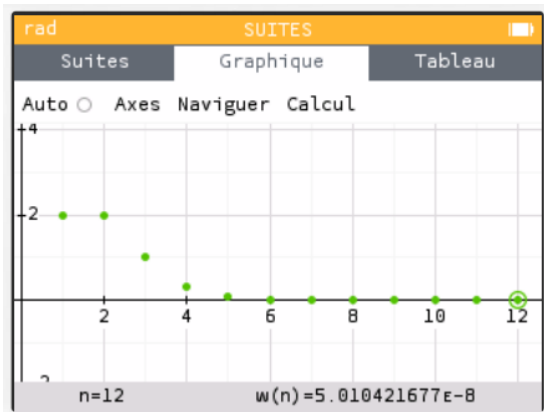 rad SUITES
Suites Graphique Tableau
Auto Axes Naviguer Calcul
+4
+2
2 4 6 8 10 12
n=12 w(n)=5.010421677E-8